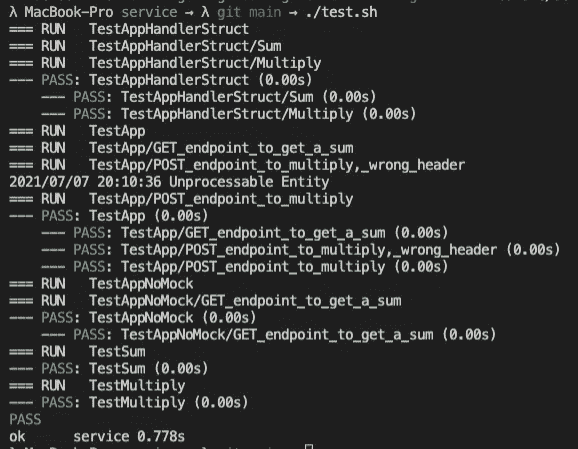 λ MacBook-Pro service → λ git main → ./test.sh
=== RUN   TestAppHandlerStruct
=== RUN   TestAppHandlerStruct/Sum
=== RUN   TestAppHandlerStruct/Multiply
--- PASS: TestAppHandlerStruct (0.00s)
    --- PASS: TestAppHandlerStruct/Sum (0.00s)
    --- PASS: TestAppHandlerStruct/Multiply (0.00s)
=== RUN   TestApp
=== RUN   TestApp/GET_endpoint_to_get_a_sum
=== RUN   TestApp/POST_endpoint_to_multiply,_wrong_header
2021/07/07 20:10:36 Unprocessable Entity
=== RUN   TestApp/POST_endpoint_to_multiply
--- PASS: TestApp (0.00s)
    --- PASS: TestApp/GET_endpoint_to_get_a_sum (0.00s)
    --- PASS: TestApp/POST_endpoint_to_multiply,_wrong_header (0.00s)
    --- PASS: TestApp/POST_endpoint_to_multiply (0.00s)
=== RUN   TestAppNoMock
=== RUN   TestAppNoMock/GET_endpoint_to_get_a_sum
--- PASS: TestAppNoMock (0.00s)
    --- PASS: TestAppNoMock/GET_endpoint_to_get_a_sum (0.00s)
=== RUN   TestSum
--- PASS: TestSum (0.00s)
=== RUN   TestMultiply
--- PASS: TestMultiply (0.00s)
PASS
ok      service 0.778s